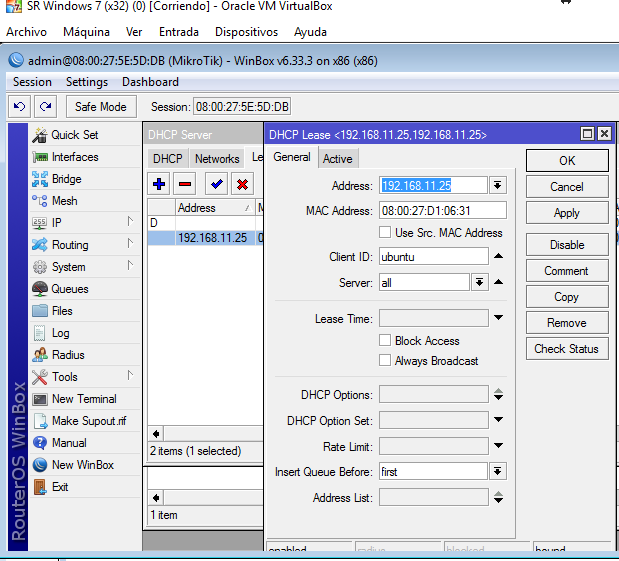 SR Windows 7 (x32) (0) [Corriendo] - Oracle VM VirtualBox
Archivo Máquina Ver Entrada Dispositivos Ayuda
admin@08:00:27:5E:5D:DB (MikroTik) - WinBox v6.33.3 on x86 (x86)
Session Settings Dashboard
Safe Mode Session: 08:00:27:5E:5D:DB
RouterOS WinBox
Quick Set
Interfaces
Bridge
Mesh
IP
Routing
System
Queues
Files
Log
Radius
Tools
New Terminal
Make Supout.rif
Manual
New WinBox
Exit
DHCP Server
DHCP Networks Le
Address
D
192.168.11.25 0
2 items (1 selected)
1 item
DHCP Lease <192.168.11.25,192.168.11.25>
General Active
Address: 192.168.11.25
MAC Address: 08:00:27:D1:06:31
Use Src. MAC Address
Client ID: ubuntu
Server: all
Lease Time:
Block Access
Always Broadcast
DHCP Options:
DHCP Option Set:
Rate Limit:
Insert Queue Before: first
Address List:
OK
Cancel
Apply
Disable
Comment
Copy
Remove
Check Status
enabled radius blocked bound